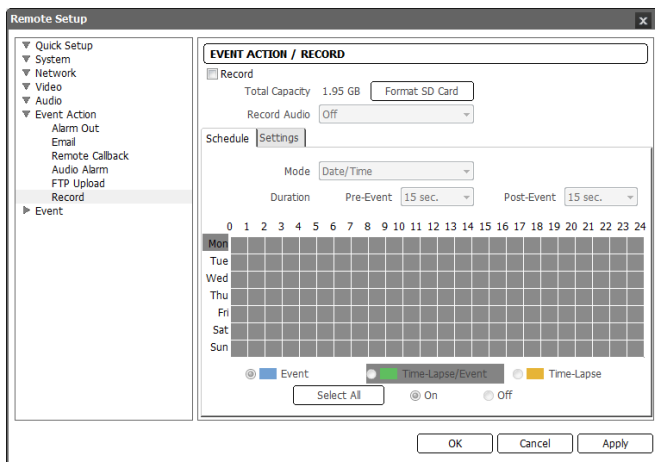 Remote Setup
x
Quick Setup
System
Network
Video
Audio
Event Action
Alarm Out
Email
Remote Callback
Audio Alarm
FTP Upload
Record
Event
EVENT ACTION / RECORD
Record
Total Capacity 1.95 GB Format SD Card
Record Audio Off
Schedule Settings
Mode Date/Time
Duration Pre-Event 15 sec. Post-Event 15 sec.
0 1 2 3 4 5 6 7 8 9 10 11 12 13 14 15 16 17 18 19 20 21 22 23 24
Mon
Tue
Wed
Thu
Fri
Sat
Sun
Event Time-Lapse/Event Time-Lapse
Select All On Off
OK Cancel Apply